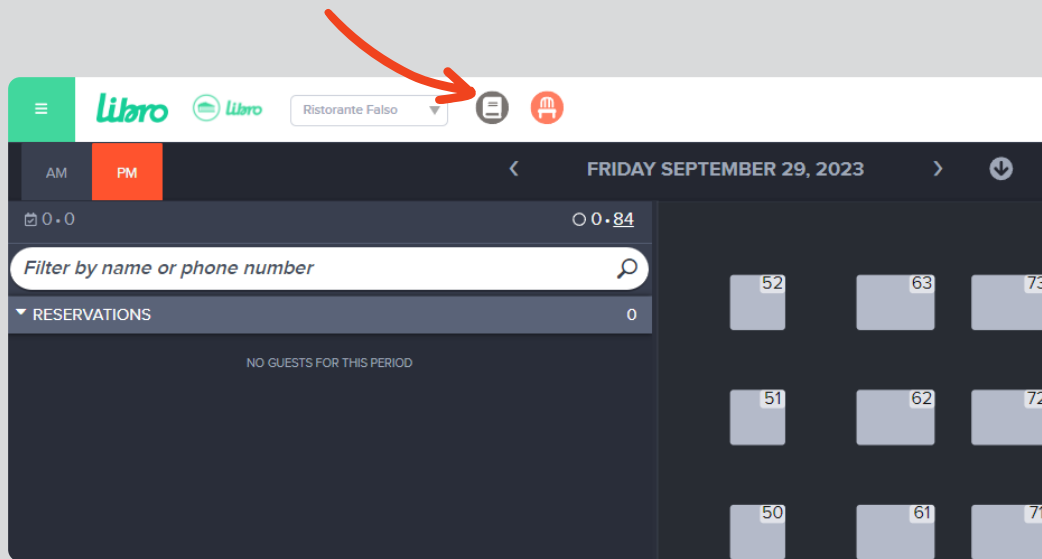 libro libro Ristorante Falso
AM PM FRIDAY SEPTEMBER 29, 2023
0 • 0 0 • 84
Filter by name or phone number
RESERVATIONS 0
NO GUESTS FOR THIS PERIOD
52 63 73
51 62 72
50 61 71